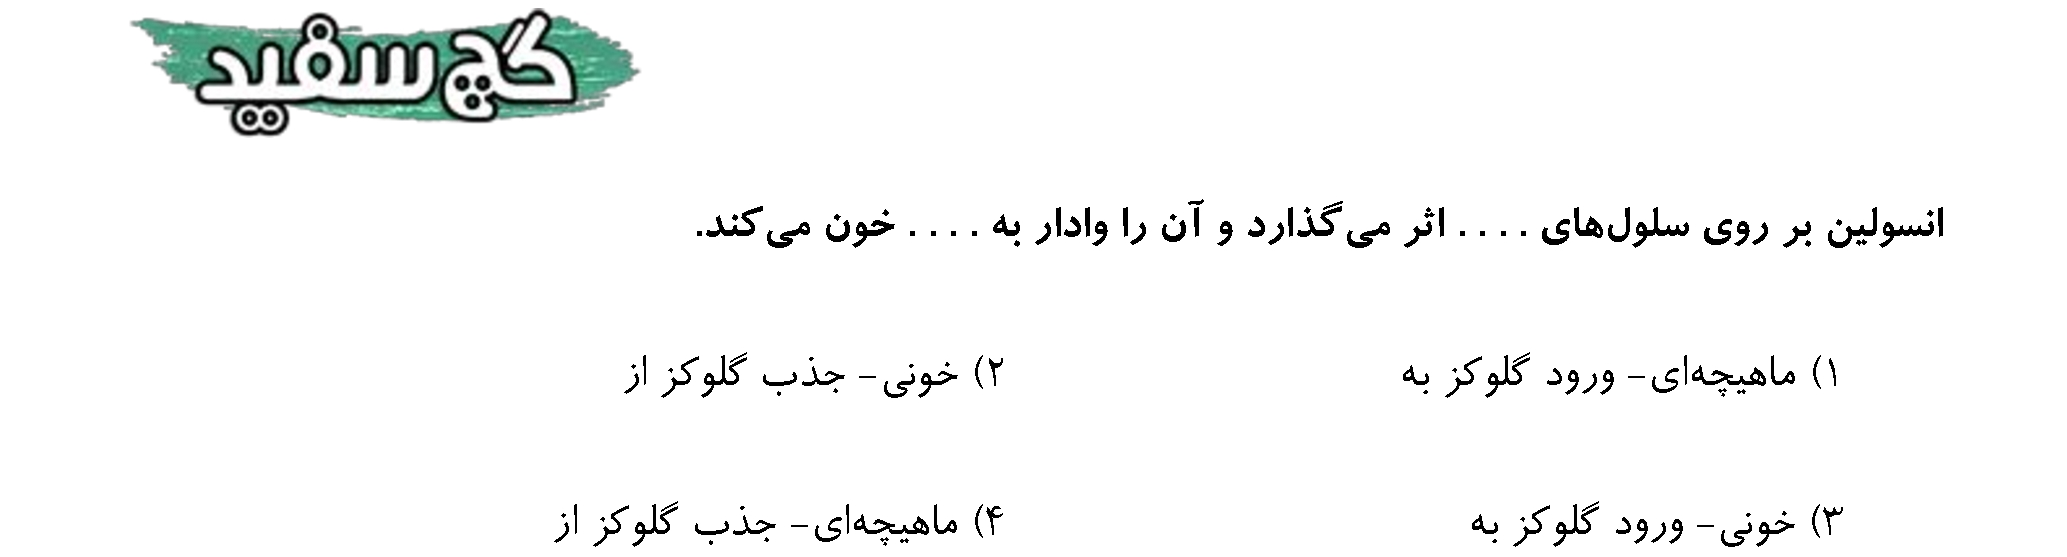 گچ سفید
انسولین بر روی سلول‌های . . . . اثر می‌گذارد و آن را وادار به . . . . خون می‌کند.
۱) ماهیچه‌ای- ورود گلوکز به
۲) خونی- جذب گلوکز از
۳) خونی- ورود گلوکز به
۴) ماهیچه‌ای- جذب گلوکز از